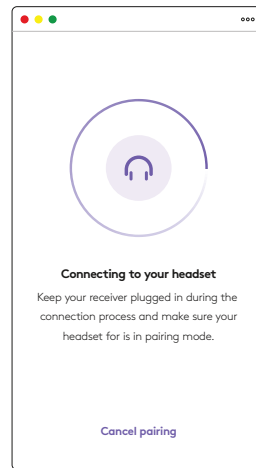 Connecting to your headset
Keep your receiver plugged in during the
connection process and make sure your
headset for is in pairing mode.
Cancel pairing